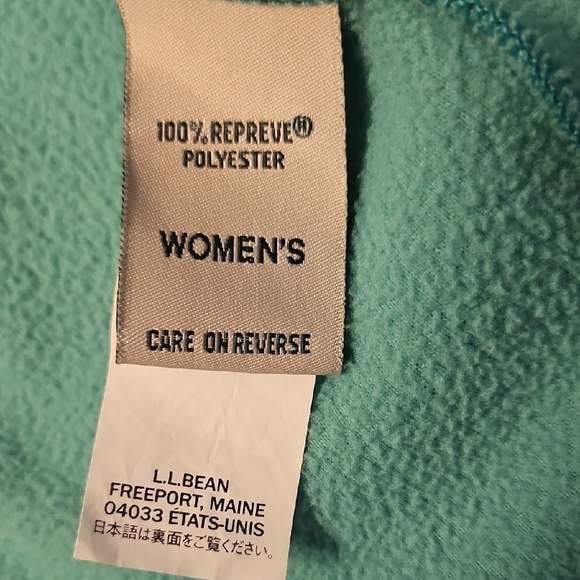 100% REPREVE®
POLYESTER
WOMEN'S
CARE ON REVERSE
L.L.BEAN
FREEPORT, MAINE
04033 ÉTATS-UNIS
日本語は裏面をご覧ください。